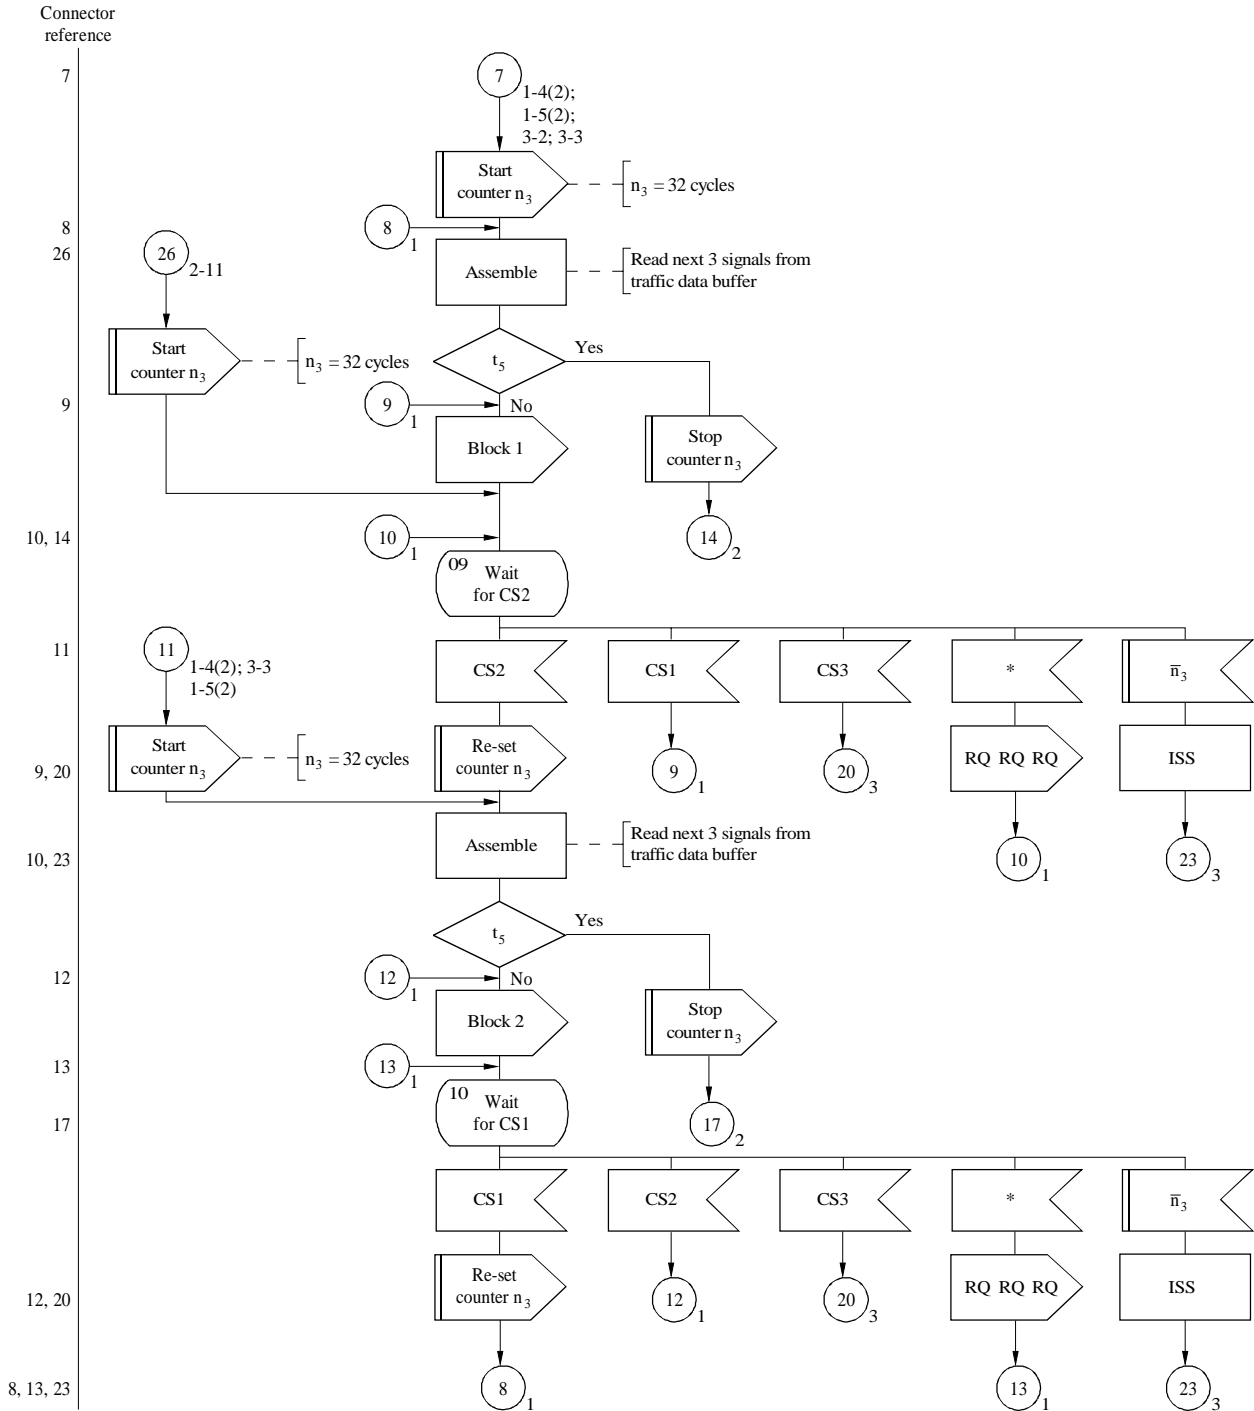 Connector
reference
7
7
1-4(2);
1-5(2);
3-2; 3-3
Start
counter n3
n3 = 32 cycles
8
8
1
26
26
2-11
Assemble
Read next 3 signals from
traffic data buffer
Start
counter n3
n3 = 32 cycles
t5
Yes
9
9
1
No
Block 1
Stop
counter n3
10, 14
10
1
14
2
09
Wait
for CS2
11
11
1-4(2); 3-3
1-5(2)
CS2
CS1
CS3
*
n̅3
Start
counter n3
n3 = 32 cycles
Re-set
counter n3
9, 20
9
1
20
3
RQ RQ RQ
ISS
Assemble
Read next 3 signals from
traffic data buffer
10, 23
10
1
23
3
t5
Yes
12
12
1
No
Block 2
Stop
counter n3
13
13
1
10
Wait
for CS1
17
17
2
CS1
CS2
CS3
*
n̅3
Re-set
counter n3
12, 20
12
1
20
3
RQ RQ RQ
ISS
8, 13, 23
8
1
13
1
23
3